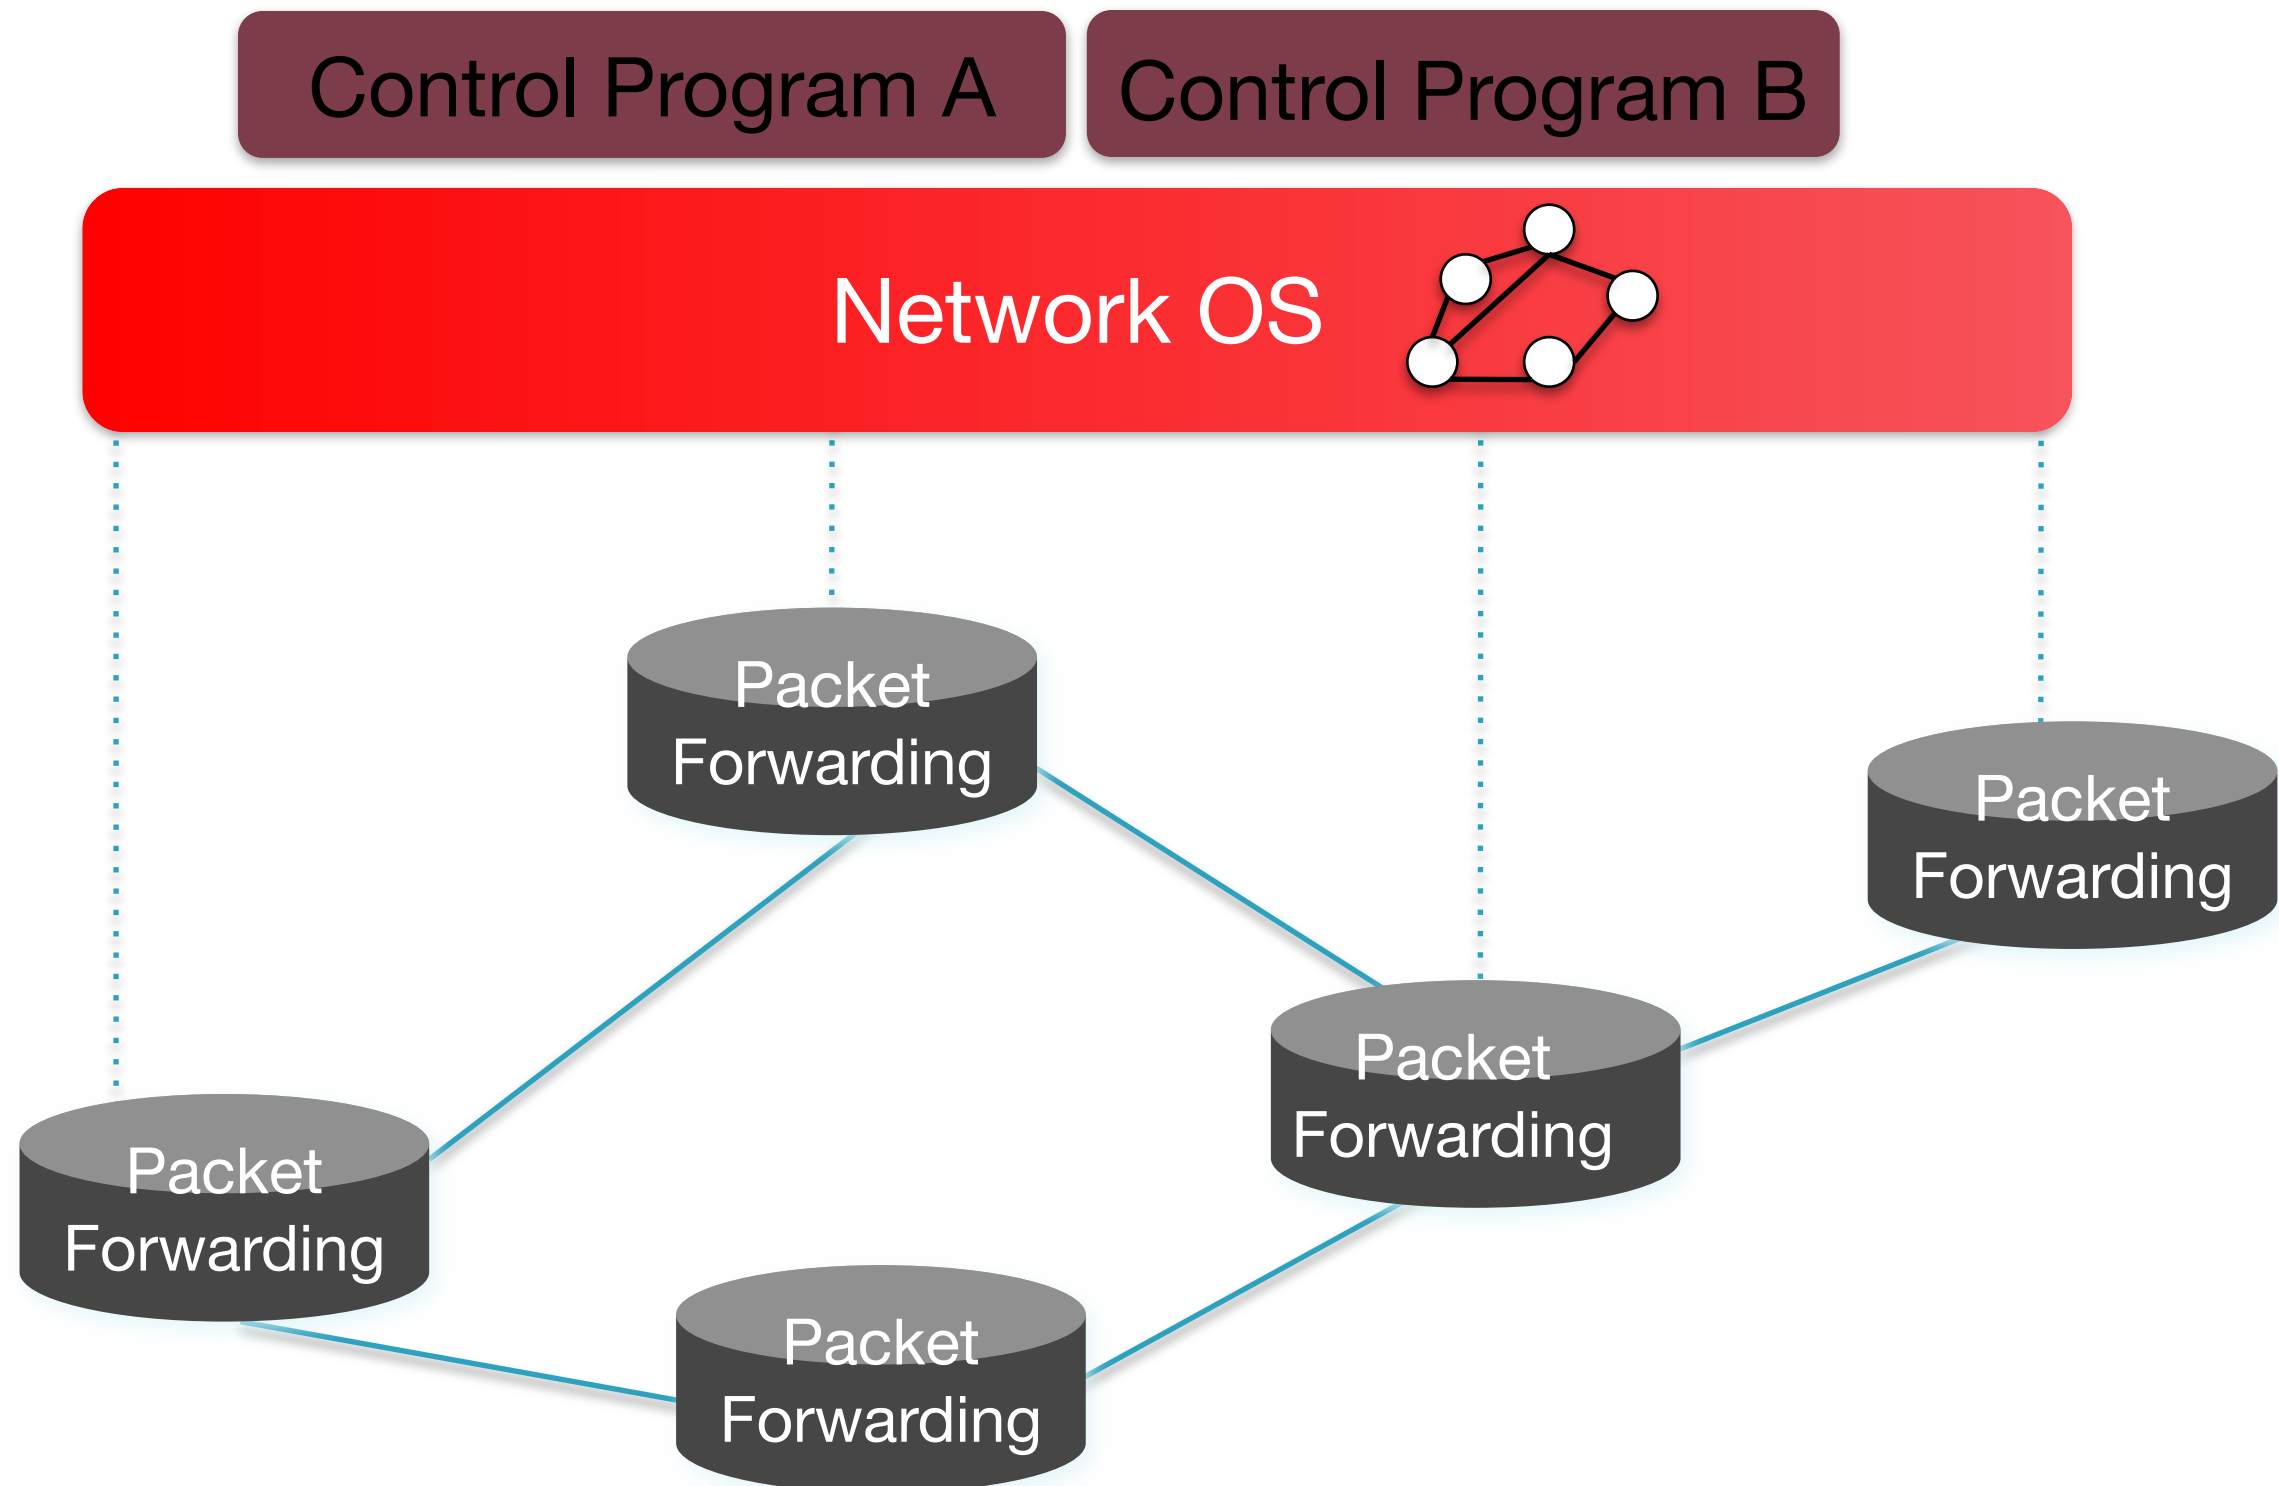 Control Program A
Control Program B
Network OS
Packet
Forwarding
Packet
Forwarding
Packet
Forwarding
Packet
Forwarding
Packet
Forwarding